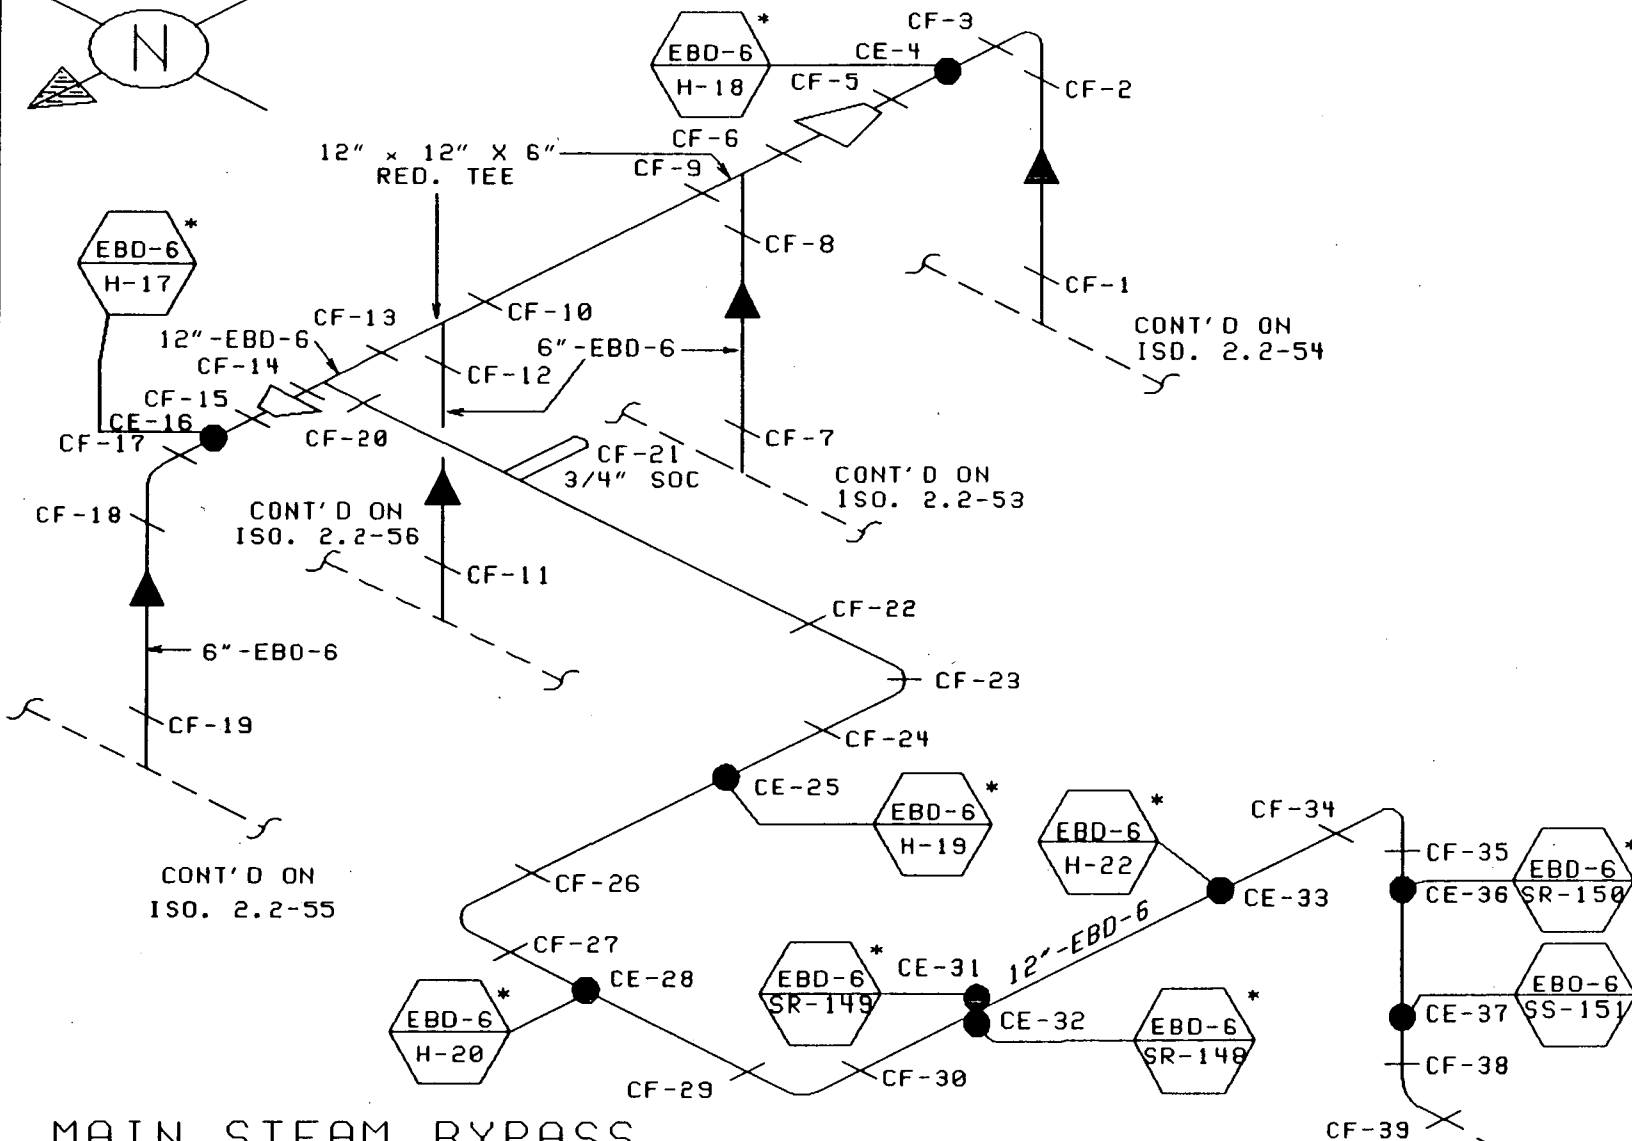 N
EBD-6
H-18
*
CE-4
CF-3
CF-5
CF-2
CF-6
12" x 12" X 6"
RED. TEE
CF-9
CF-8
CF-1
CONT'D ON
ISO. 2.2-54
EBD-6
H-17
*
CF-10
CF-13
12"-EBD-6
6"-EBD-6
CF-14
CF-12
CF-15
CE-16
CF-17
CF-20
CF-7
CF-21
3/4" SOC
CONT'D ON
ISO. 2.2-53
CF-18
CONT'D ON
ISO. 2.2-56
CF-11
CF-22
6"-EBD-6
CF-23
CF-19
CF-24
CE-25
EBD-6
H-19
*
EBD-6
H-22
*
CF-34
CF-35
EBD-6
SR-150
*
CE-36
CONT'D ON
ISO. 2.2-55
CF-26
CE-33
12"-EBD-6
CF-27
CE-28
EBD-6
SR-149
*
CE-31
CE-32
EBD-6
SR-148
*
EBD-6
SS-151
CE-37
EBD-6
H-20
*
CF-29
CF-30
CF-38
CF-39
MAIN STEAM BYPASS